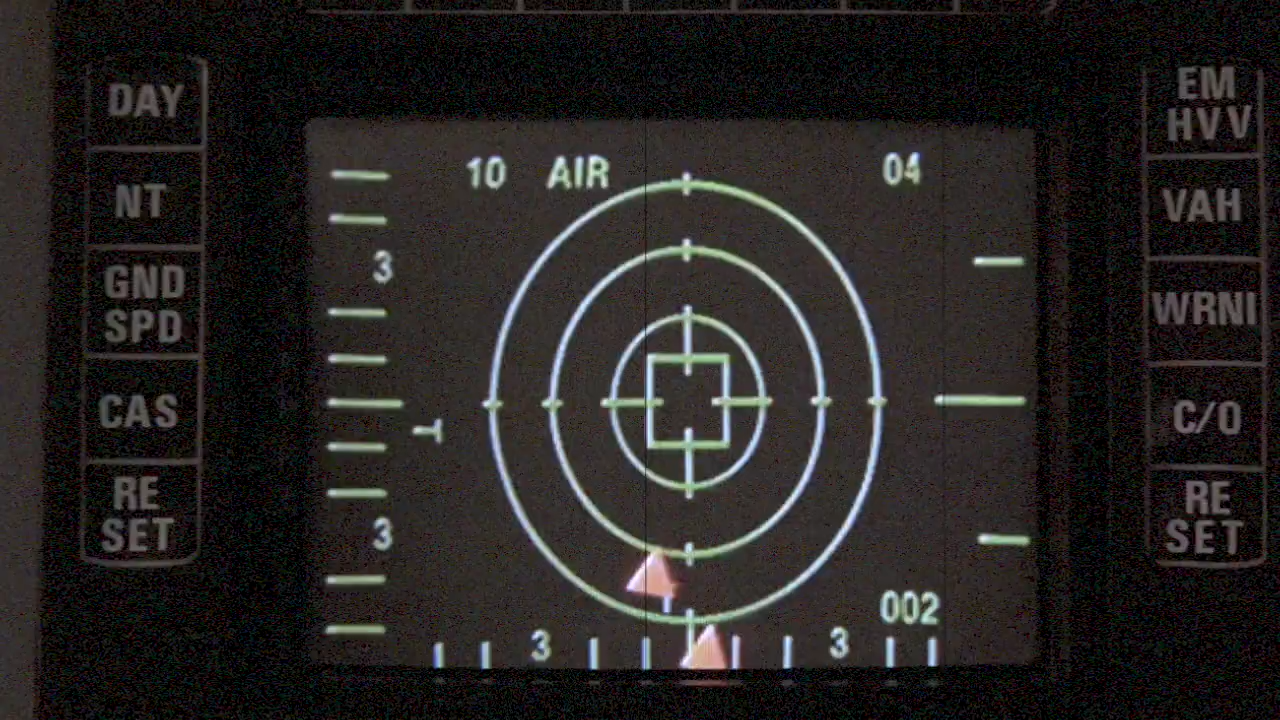 DAY
NT
GND
SPD
CAS
RE
SET
10 AIR 04
3
3
002
3 3
EM
HVV
VAH
WRNI
C/O
RE
SET